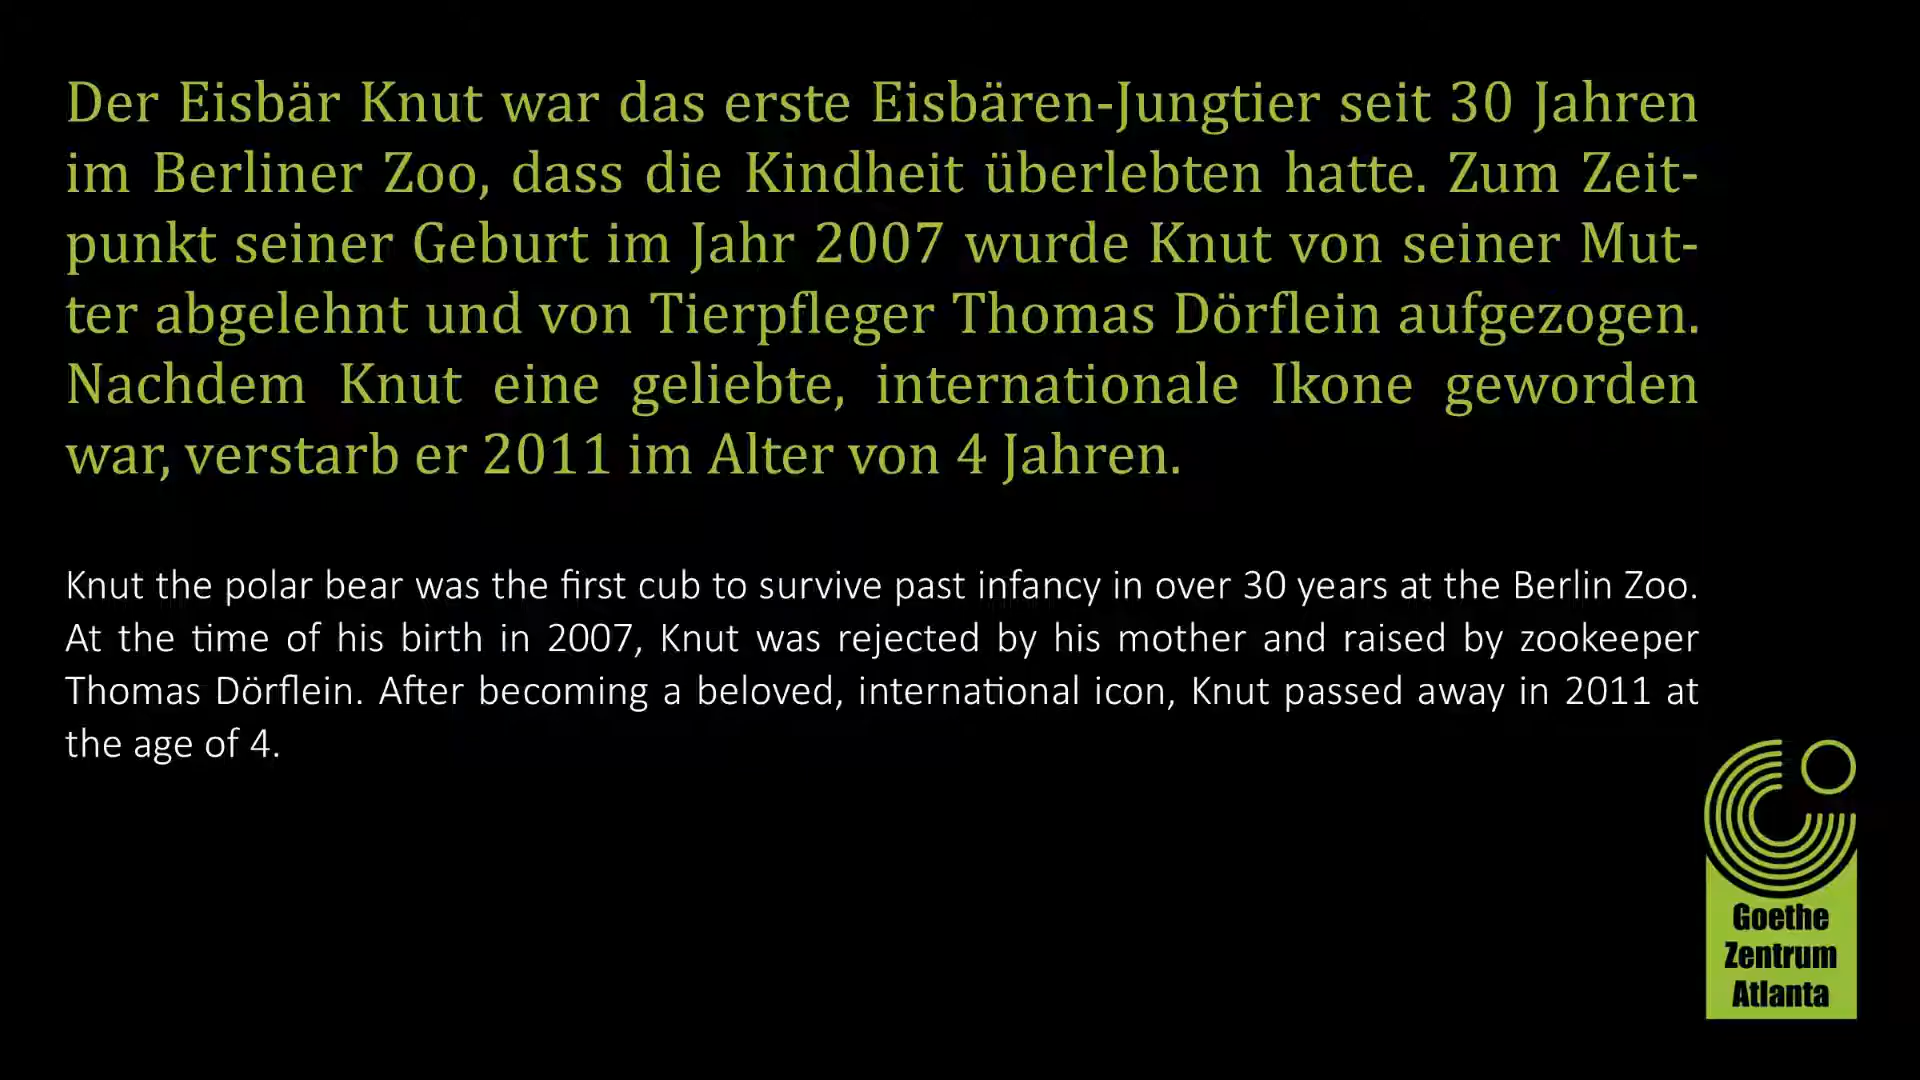 Der Eisbär Knut war das erste Eisbären-Jungtier seit 30 Jahren
im Berliner Zoo, dass die Kindheit überlebten hatte. Zum Zeit-
punkt seiner Geburt im Jahr 2007 wurde Knut von seiner Mut-
ter abgelehnt und von Tierpfleger Thomas Dörflein aufgezogen.
Nachdem Knut eine geliebte, internationale Ikone geworden
war, verstarb er 2011 im Alter von 4 Jahren.
Knut the polar bear was the first cub to survive past infancy in over 30 years at the Berlin Zoo.
At the time of his birth in 2007, Knut was rejected by his mother and raised by zookeeper
Thomas Dörflein. After becoming a beloved, international icon, Knut passed away in 2011 at
the age of 4.
Goethe
Zentrum
Atlanta